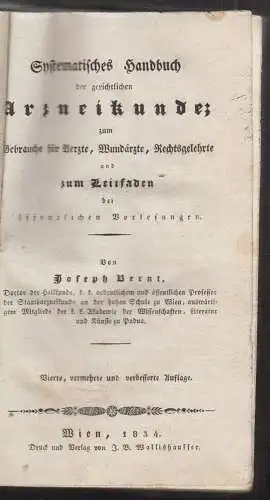 Systematisches Handbuch
der gerichtlichen
Arzneikunde;
zum
Gebrauche für Aerzte, Wundärzte, Rechtsgelehrte
und
zum Leitfaden
bei
öffentlichen Vorlesungen.
Von
Joseph Bernt,
Doctor der Heilkunde, k. k. ordentlichem und öffentlichen Professor
der Staatsarzneikunde an der hohen Schule zu Wien, auswärti-
gem Mitgliede der k. k. Akademie der Wissenschaften, Literatur
und Künste zu Padua.
Vierte, vermehrte und verbesserte Auflage.
Wien, 1834.
Druck und Verlag von J. B. Wallishausser.